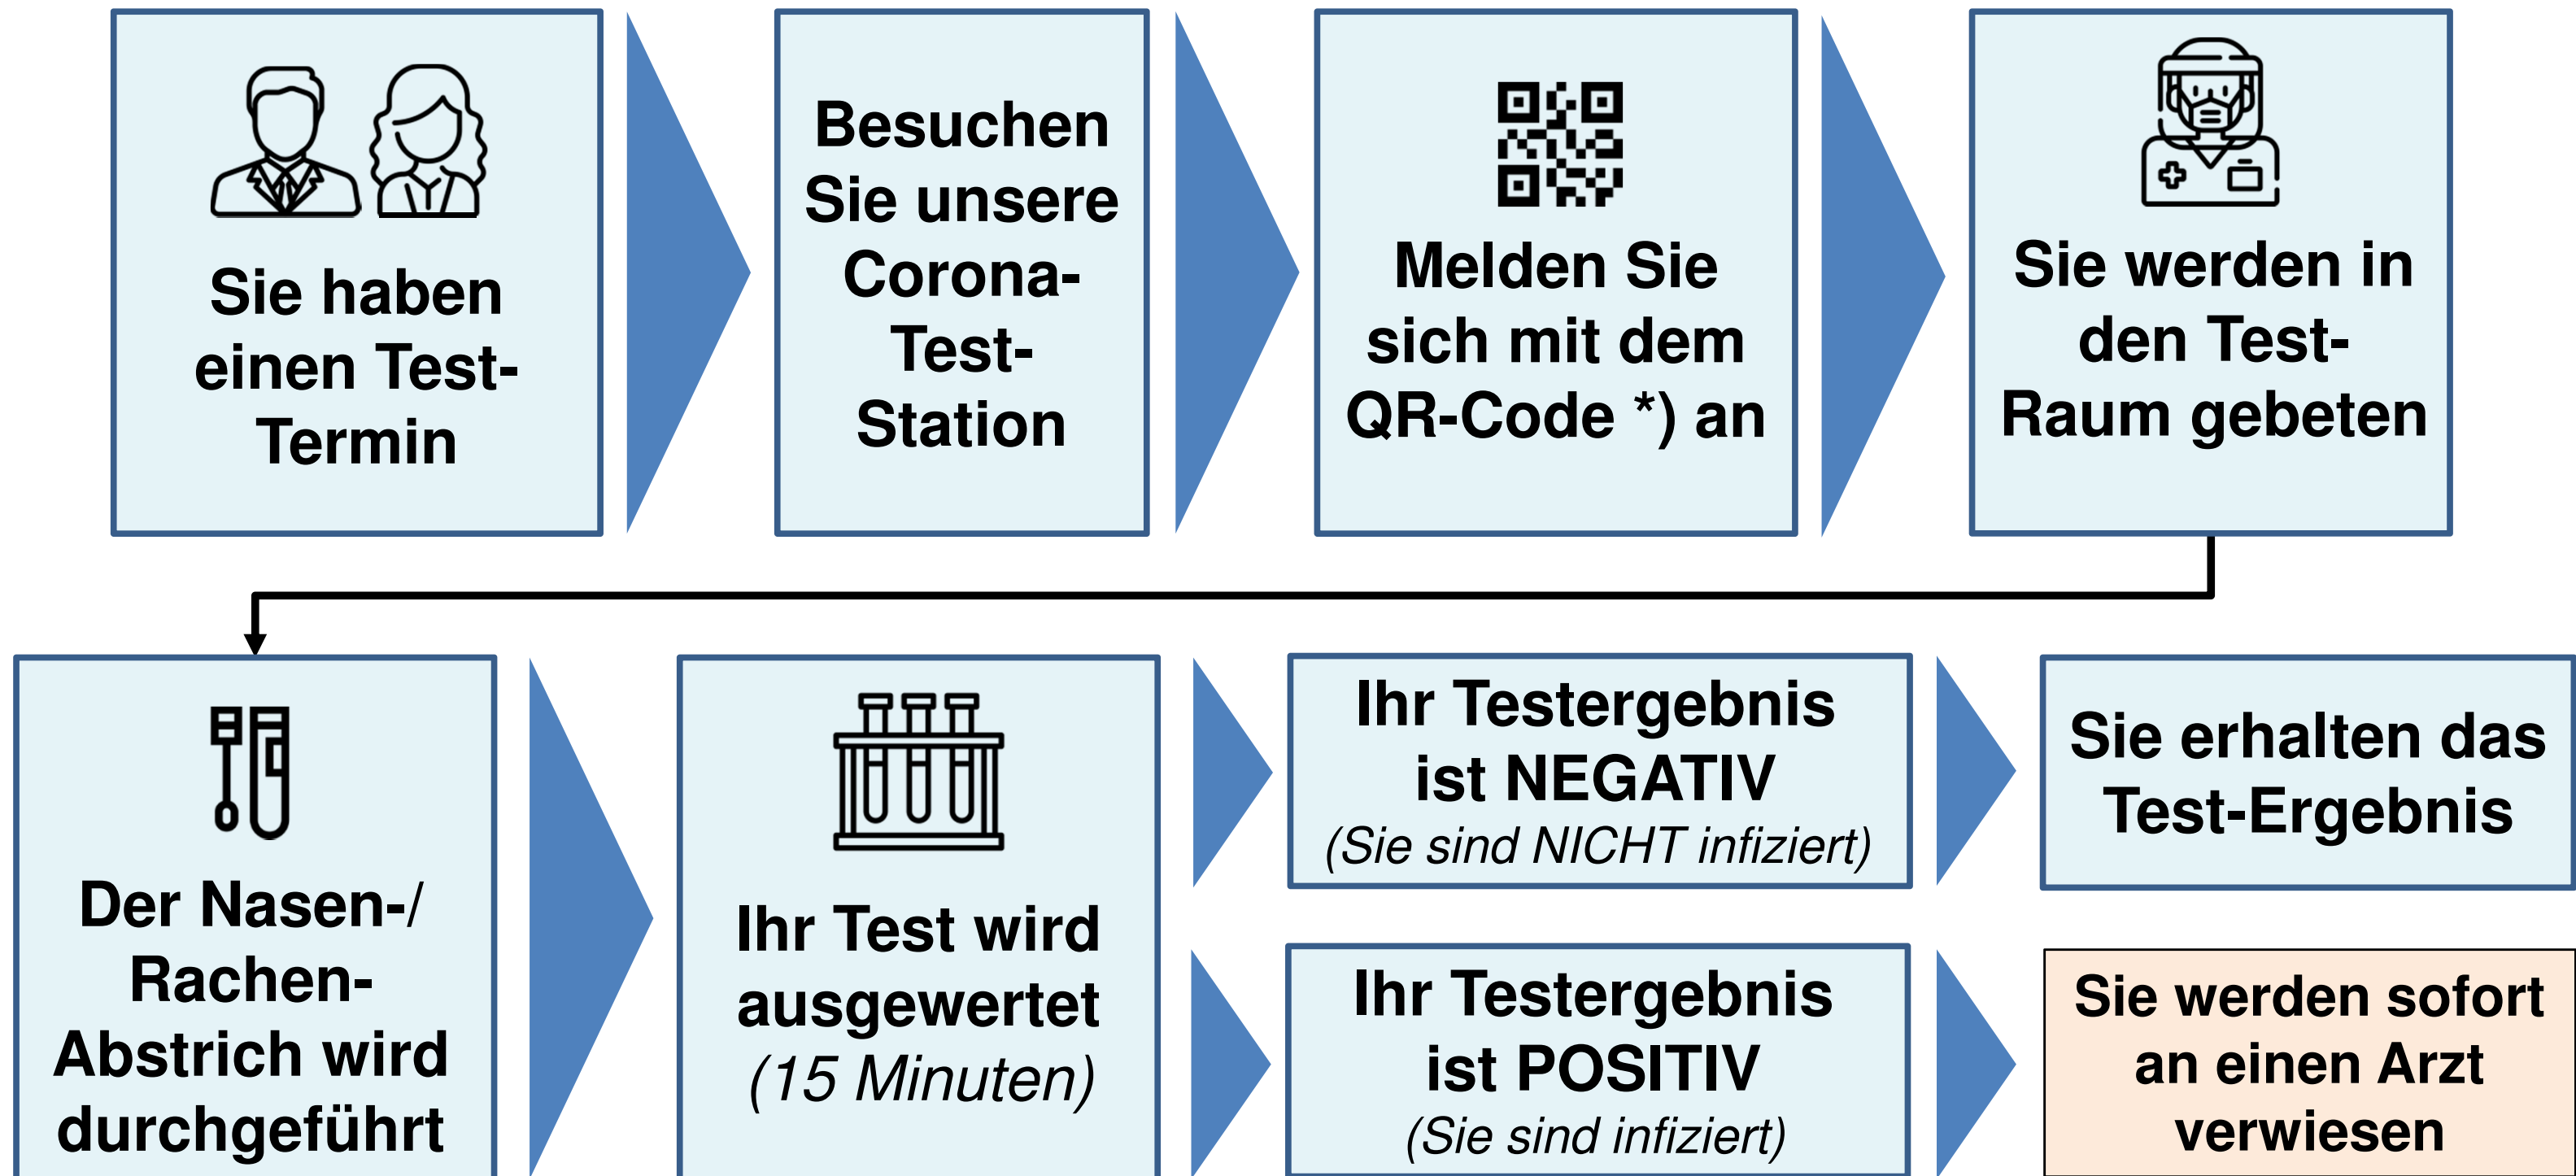 Sie haben
einen Test-
Termin
Besuchen
Sie unsere
Corona-
Test-
Station
Melden Sie
sich mit dem
QR-Code *) an
Sie werden in
den Test-
Raum gebeten
Der Nasen-/
Rachen-
Abstrich wird
durchgeführt
Ihr Test wird
ausgewertet
(15 Minuten)
Ihr Testergebnis
ist NEGATIV
(Sie sind NICHT infiziert)
Sie erhalten das
Test-Ergebnis
Ihr Testergebnis
ist POSITIV
(Sie sind infiziert)
Sie werden sofort
an einen Arzt
verwiesen